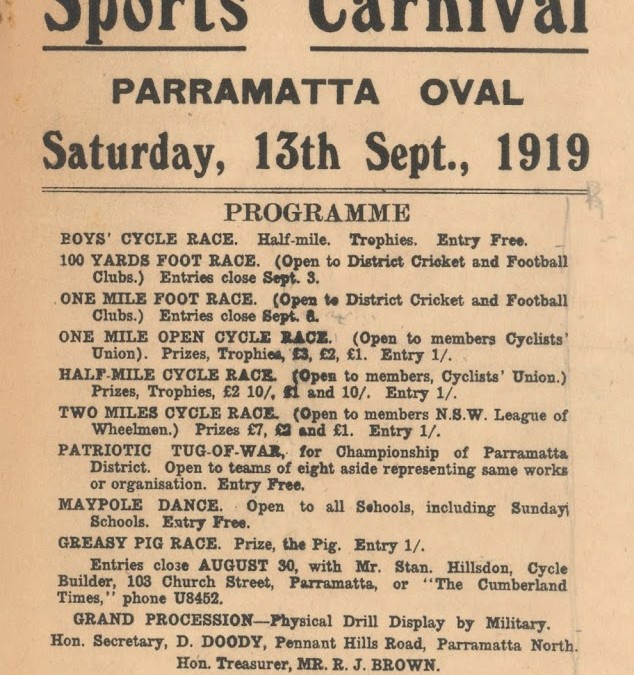 Sports Carnival
PARRAMATTA OVAL
Saturday, 13th Sept., 1919
PROGRAMME
BOYS' CYCLE RACE. Half-mile. Trophies. Entry Free.
100 YARDS FOOT RACE. (Open to District Cricket and Football
Clubs.) Entries close Sept. 3.
ONE MILE FOOT RACE. (Open to District Cricket and Football
Clubs.) Entries close Sept. 6.
ONE MILE OPEN CYCLE RACE. (Open to members Cyclists'
Union). Prizes, Trophies, £3, £2, £1. Entry 1/.
HALF-MILE CYCLE RACE. (Open to members, Cyclists' Union.)
Prizes, Trophies, £2 10/, £1 and 10/. Entry 1/.
TWO MILES CYCLE RACE. (Open to members N.S.W. League of
Wheelmen.) Prizes £7, £2 and £1. Entry 1/.
PATRIOTIC TUG-OF-WAR, for Championship of Parramatta
District. Open to teams of eight aside representing same works
or organisation. Entry Free.
MAYPOLE DANCE. Open to all Schools, including Sunday
Schools. Entry Free.
GREASY PIG RACE. Prize, the Pig. Entry 1/.
Entries close AUGUST 30, with Mr. Stan. Hillsdon, Cycle
Builder, 103 Church Street, Parramatta, or "The Cumberland
Times," phone U8452.
GRAND PROCESSION—Physical Drill Display by Military.
Hon. Secretary, D. DOODY, Pennant Hills Road, Parramatta North.
Hon. Treasurer, MR. R. J. BROWN.